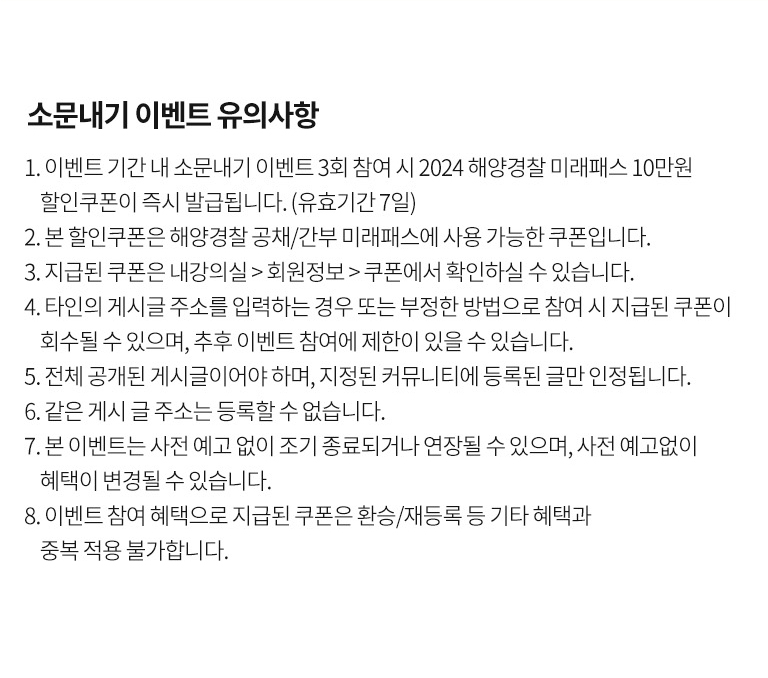 소문내기 이벤트 유의사항
1. 이벤트 기간 내 소문내기 이벤트 3회 참여 시 2024 해양경찰 미래패스 10만원
할인쿠폰이 즉시 발급됩니다. (유효기간 7일)
2. 본 할인쿠폰은 해양경찰 공채/간부 미래패스에 사용 가능한 쿠폰입니다.
3. 지급된 쿠폰은 내강의실 > 회원정보 > 쿠폰에서 확인하실 수 있습니다.
4. 타인의 게시글 주소를 입력하는 경우 또는 부정한 방법으로 참여 시 지급된 쿠폰이
회수될 수 있으며, 추후 이벤트 참여에 제한이 있을 수 있습니다.
5. 전체 공개된 게시글이어야 하며, 지정된 커뮤니티에 등록된 글만 인정됩니다.
6. 같은 게시 글 주소는 등록할 수 없습니다.
7. 본 이벤트는 사전 예고 없이 조기 종료되거나 연장될 수 있으며, 사전 예고없이
혜택이 변경될 수 있습니다.
8. 이벤트 참여 혜택으로 지급된 쿠폰은 환승/재등록 등 기타 혜택과
중복 적용 불가합니다.